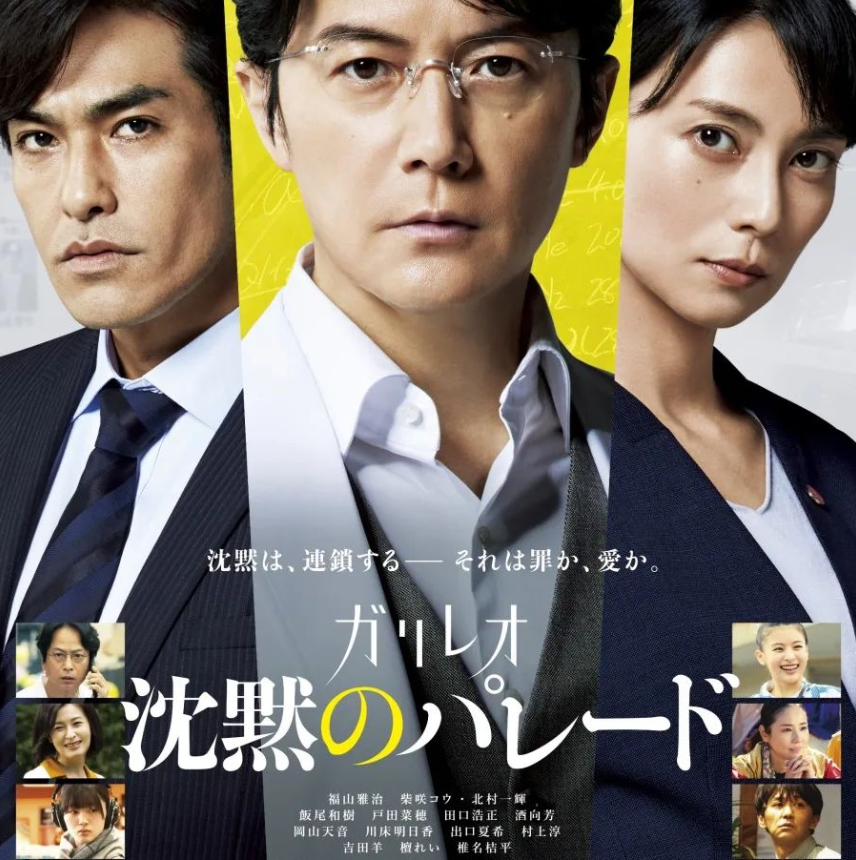 沈黙は、連鎖する── それは罪か、愛か。
ガリレオ
沈黙のパレード
福山雅治 柴咲コウ・北村一輝
飯尾和樹 戸田菜穂 田口浩正 酒向芳
岡山天音 川床明日香 出口夏希 村上淳
吉田羊 檀れい 椎名桔平